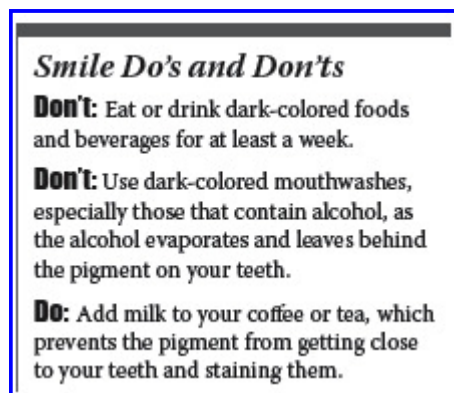 Smile Do's and Don'ts
Don't: Eat or drink dark-colored foods
and beverages for at least a week.
Don't: Use dark-colored mouthwashes,
especially those that contain alcohol, as
the alcohol evaporates and leaves behind
the pigment on your teeth.
Do: Add milk to your coffee or tea, which
prevents the pigment from getting close
to your teeth and staining them.